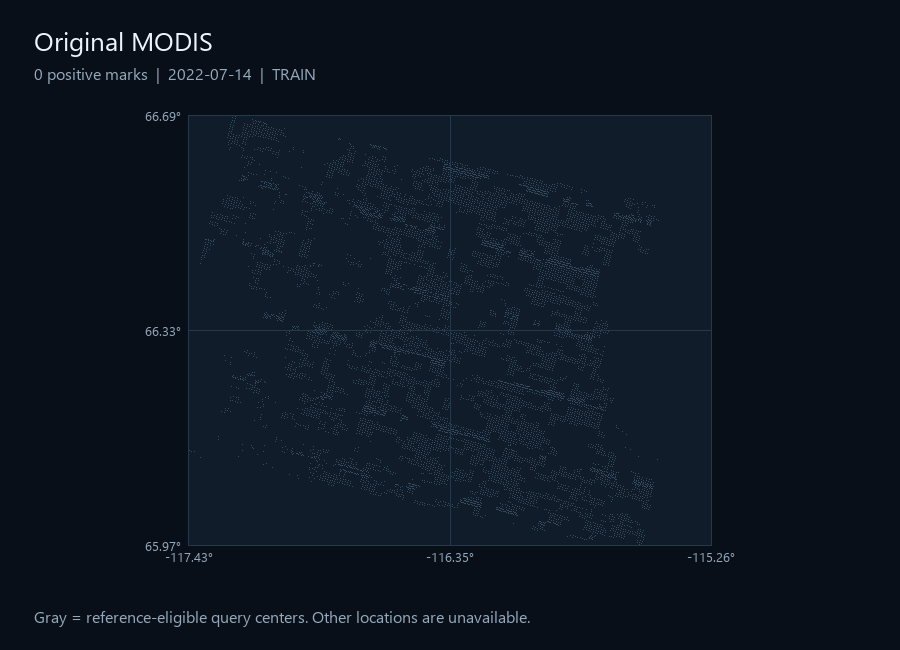 Original MODIS
0 positive marks | 2022-07-14 | TRAIN
66.69°
66.33°
65.97°
-117.43°
-116.35°
-115.26°
Gray = reference-eligible query centers. Other locations are unavailable.